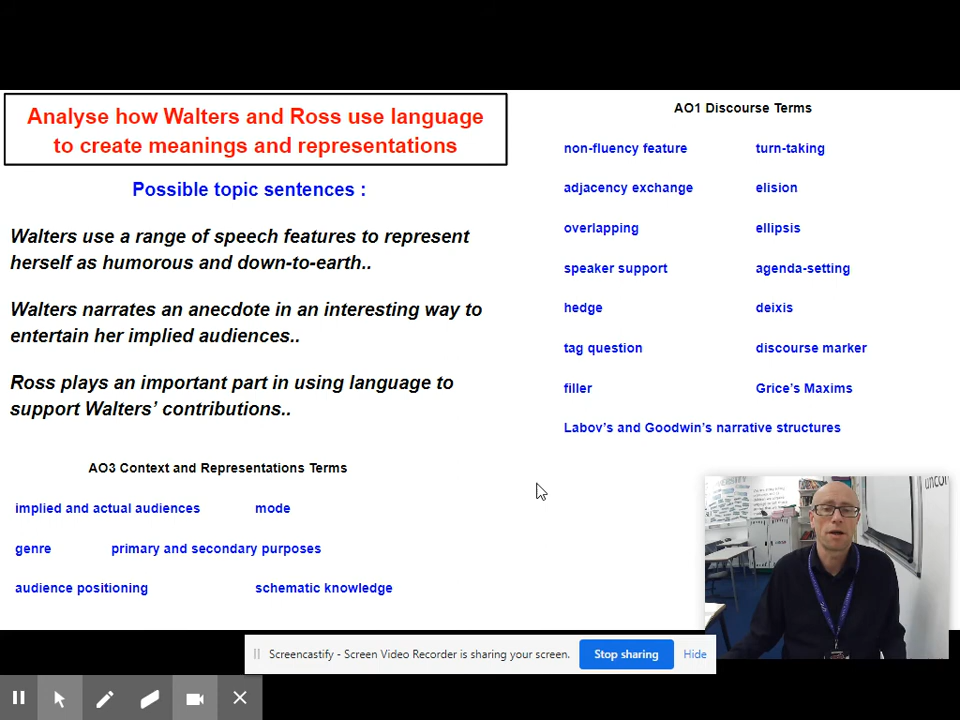 Analyse how Walters and Ross use language
to create meanings and representations
Possible topic sentences :
Walters use a range of speech features to represent
herself as humorous and down-to-earth..
Walters narrates an anecdote in an interesting way to
entertain her implied audiences..
Ross plays an important part in using language to
support Walters' contributions..
AO3 Context and Representations Terms
implied and actual audiences mode
genre primary and secondary purposes
audience positioning schematic knowledge
AO1 Discourse Terms
non-fluency feature turn-taking
adjacency exchange elision
overlapping ellipsis
speaker support agenda-setting
hedge deixis
tag question discourse marker
filler Grice's Maxims
Labov's and Goodwin's narrative structures
uncon
Screencastify - Screen Video Recorder is sharing your screen. Stop sharing Hide